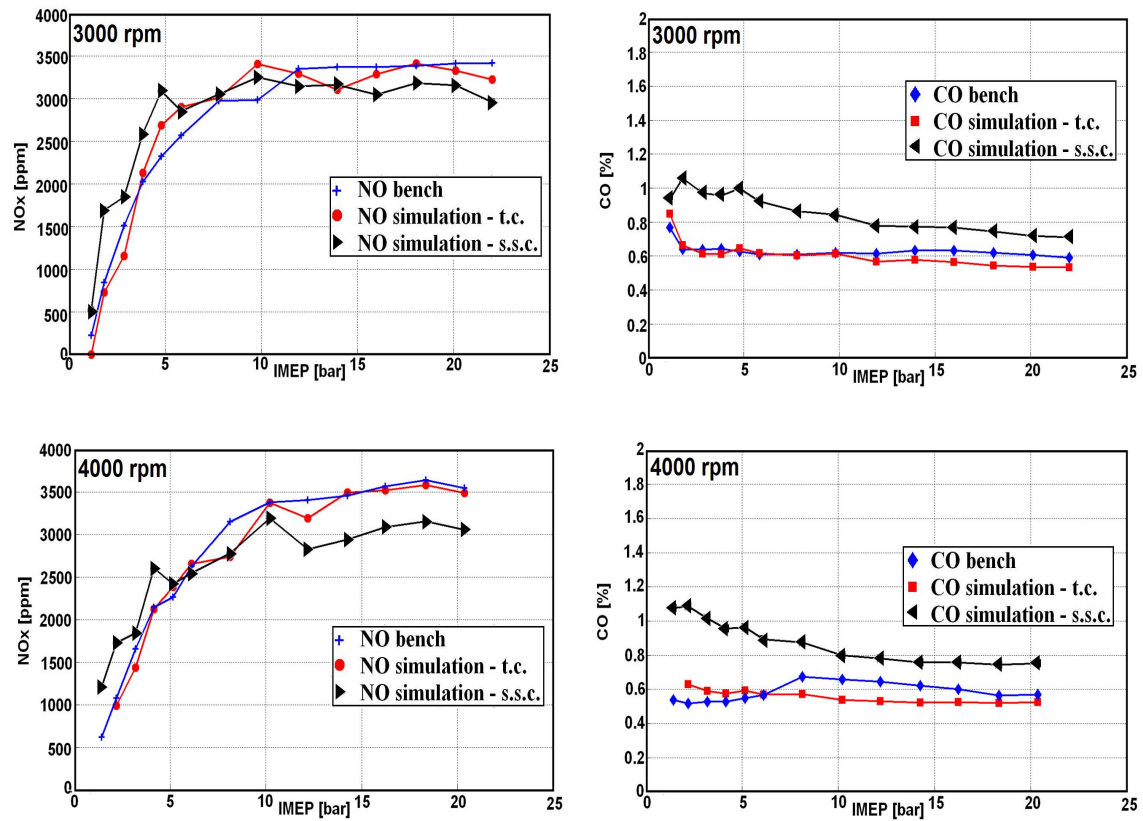 3000 rpm
NOx [ppm]
4000
3500
3000
2500
2000
1500
1000
500
0
NO bench
NO simulation - t.c.
NO simulation - s.s.c.
0 5 10 15 20 25
IMEP [bar]
3000 rpm
CO [%]
2
1.8
1.6
1.4
1.2
1
0.8
0.6
0.4
0.2
0
CO bench
CO simulation - t.c.
CO simulation - s.s.c.
0 5 10 15 20 25
IMEP [bar]
4000 rpm
NOx [ppm]
4000
3500
3000
2500
2000
1500
1000
500
0
NO bench
NO simulation - t.c.
NO simulation - s.s.c.
0 5 10 15 20 25
IMEP [bar]
4000 rpm
CO [%]
2
1.8
1.6
1.4
1.2
1
0.8
0.6
0.4
0.2
0
CO bench
CO simulation - t.c.
CO simulation - s.s.c.
0 5 10 15 20 25
IMEP [bar]